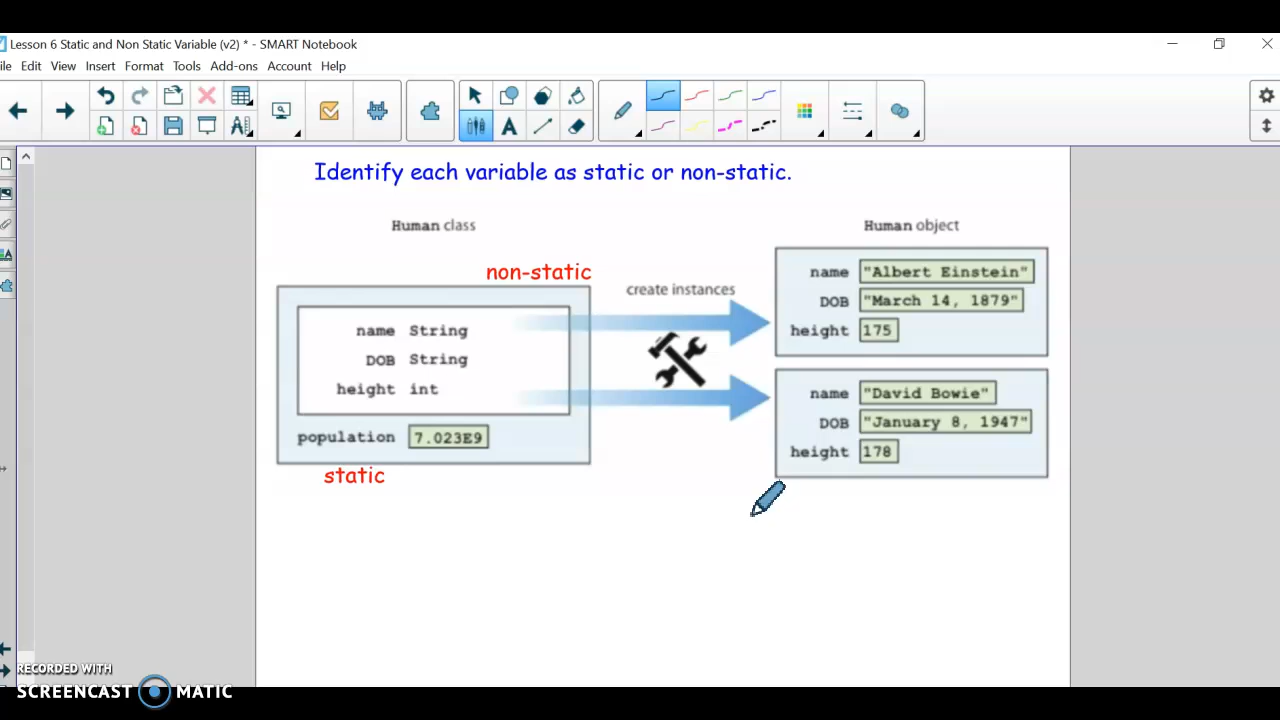 Lesson 6 Static and Non Static Variable (v2) * - SMART Notebook
ile Edit View Insert Format Tools Add-ons Account Help
Identify each variable as static or non-static.
Human class
Human object
non-static
create instances
name String
DOB String
height int
population 7.023E9
static
name "Albert Einstein"
DOB "March 14, 1879"
height 175
name "David Bowie"
DOB "January 8, 1947"
height 178
RECORDED WITH
SCREENCAST MATIC